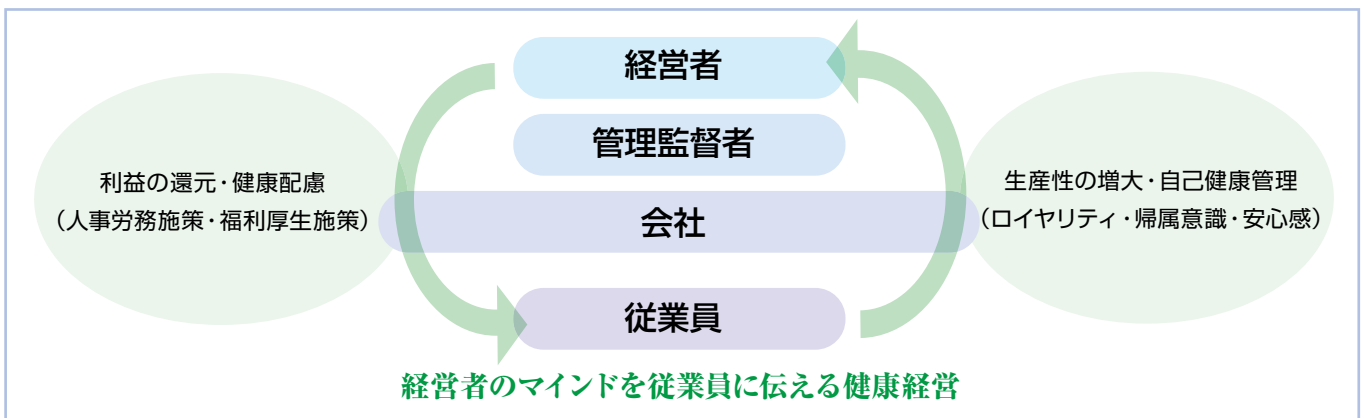 経営者
管理監督者
会社
従業員
利益の還元・健康配慮
（人事労務施策・福利厚生施策）
生産性の増大・自己健康管理
（ロイヤリティ・帰属意識・安心感）
経営者のマインドを従業員に伝える健康経営